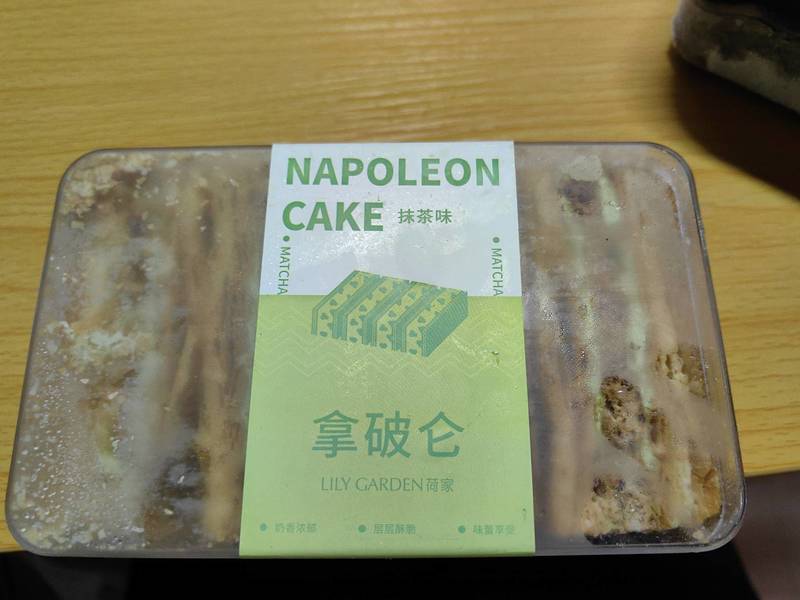 NAPOLEON
CAKE 抹茶味
MATCHA
MATCHA
拿破仑
LILY GARDEN荷家
奶香浓郁
层层酥脆
味蕾享受